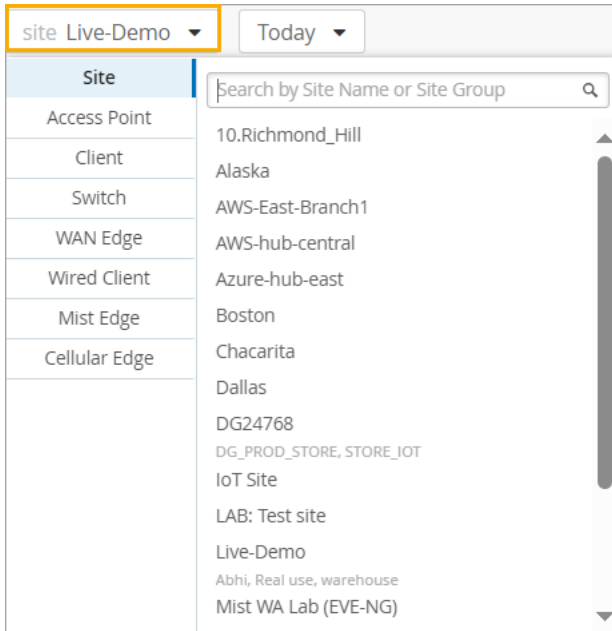 site Live-Demo
Today
Site
Access Point
Client
Switch
WAN Edge
Wired Client
Mist Edge
Cellular Edge
Search by Site Name or Site Group
10.Richmond_Hill
Alaska
AWS-East-Branch1
AWS-hub-central
Azure-hub-east
Boston
Chacarita
Dallas
DG24768
DG_PROD_STORE, STORE_IOT
IoT Site
LAB: Test site
Live-Demo
Abhi, Real use, warehouse
Mist WA Lab (EVE-NG)